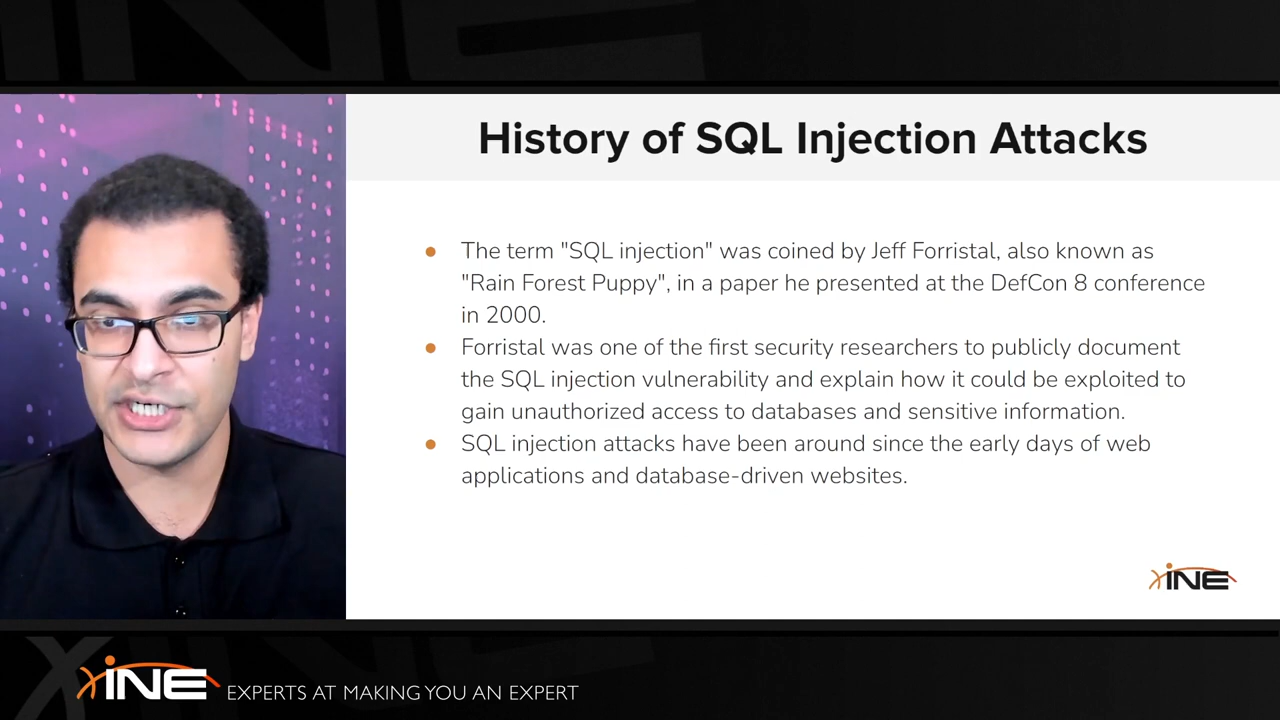 History of SQL Injection Attacks
● The term "SQL injection" was coined by Jeff Forristal, also known as
"Rain Forest Puppy", in a paper he presented at the DefCon 8 conference
in 2000.
● Forristal was one of the first security researchers to publicly document
the SQL injection vulnerability and explain how it could be exploited to
gain unauthorized access to databases and sensitive information.
● SQL injection attacks have been around since the early days of web
applications and database-driven websites.
iNE
iNE EXPERTS AT MAKING YOU AN EXPERT